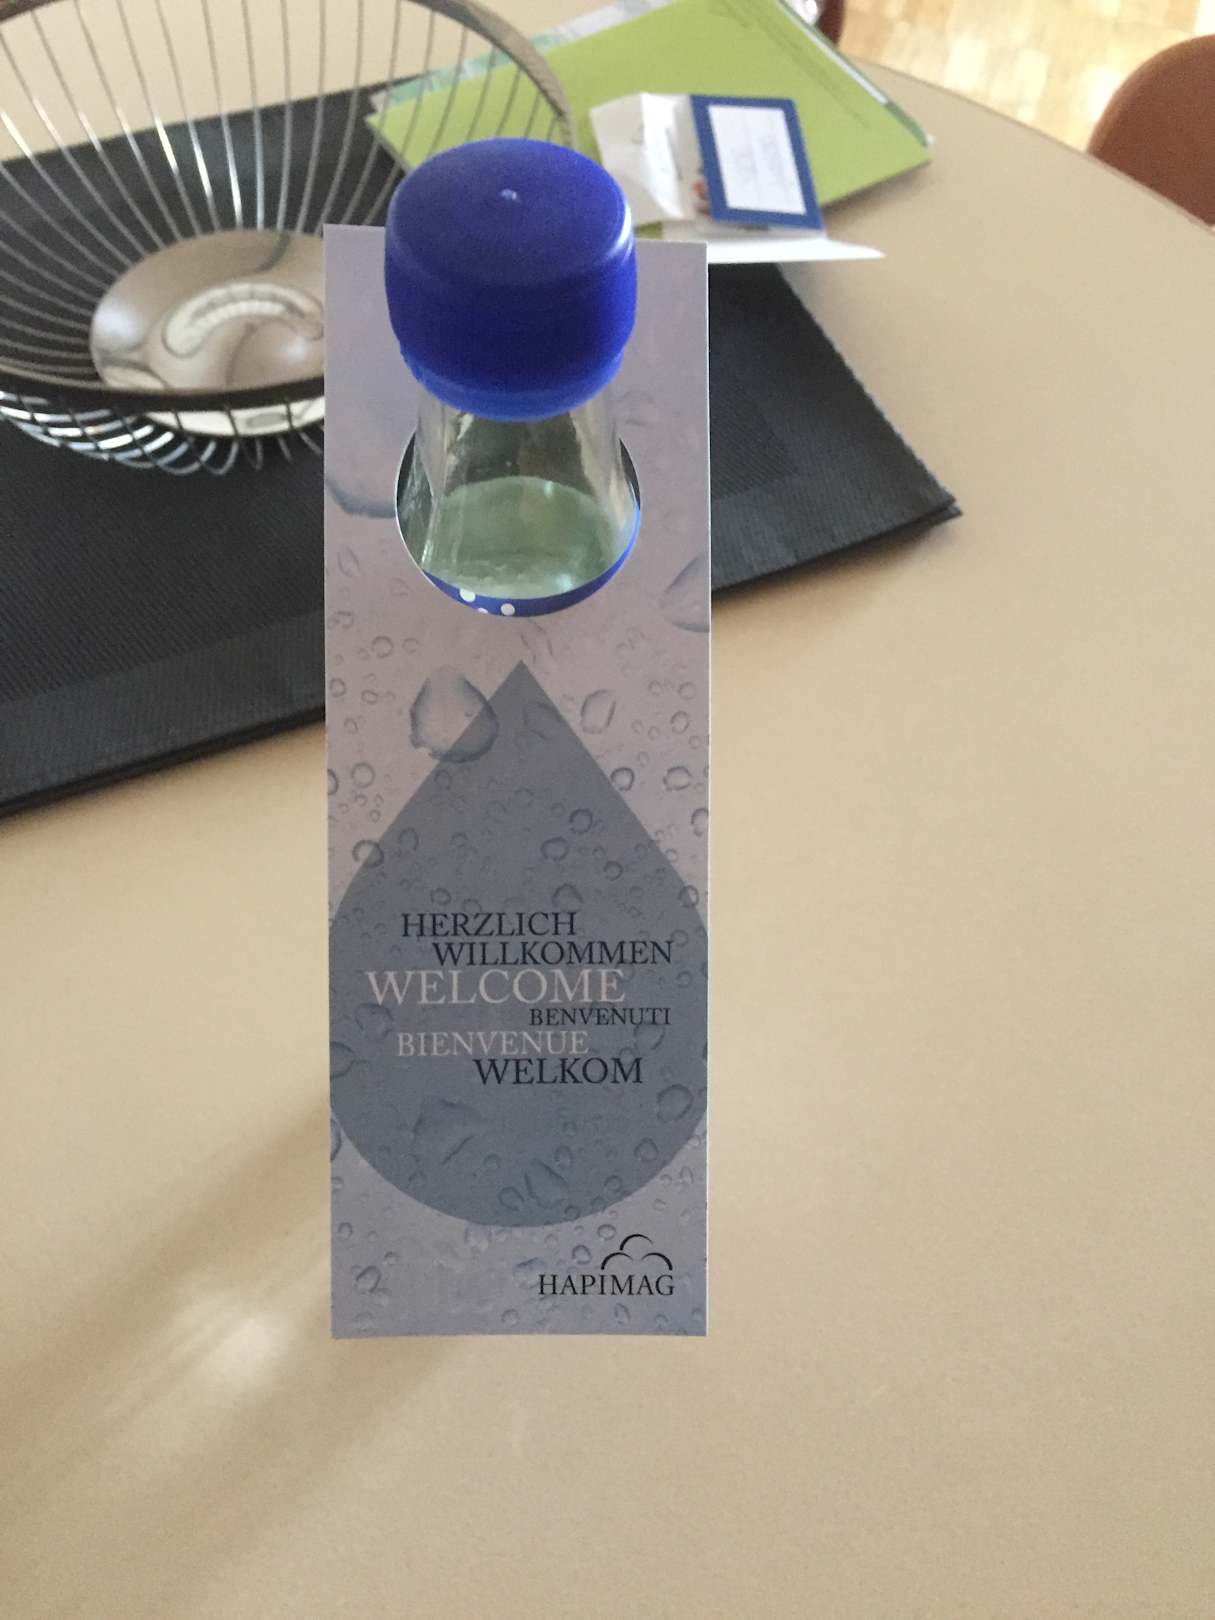 HERZLICH
WILLKOMMEN
WELCOME
BENVENUTI
BIENVENUE
WELKOM
HAPIMAG